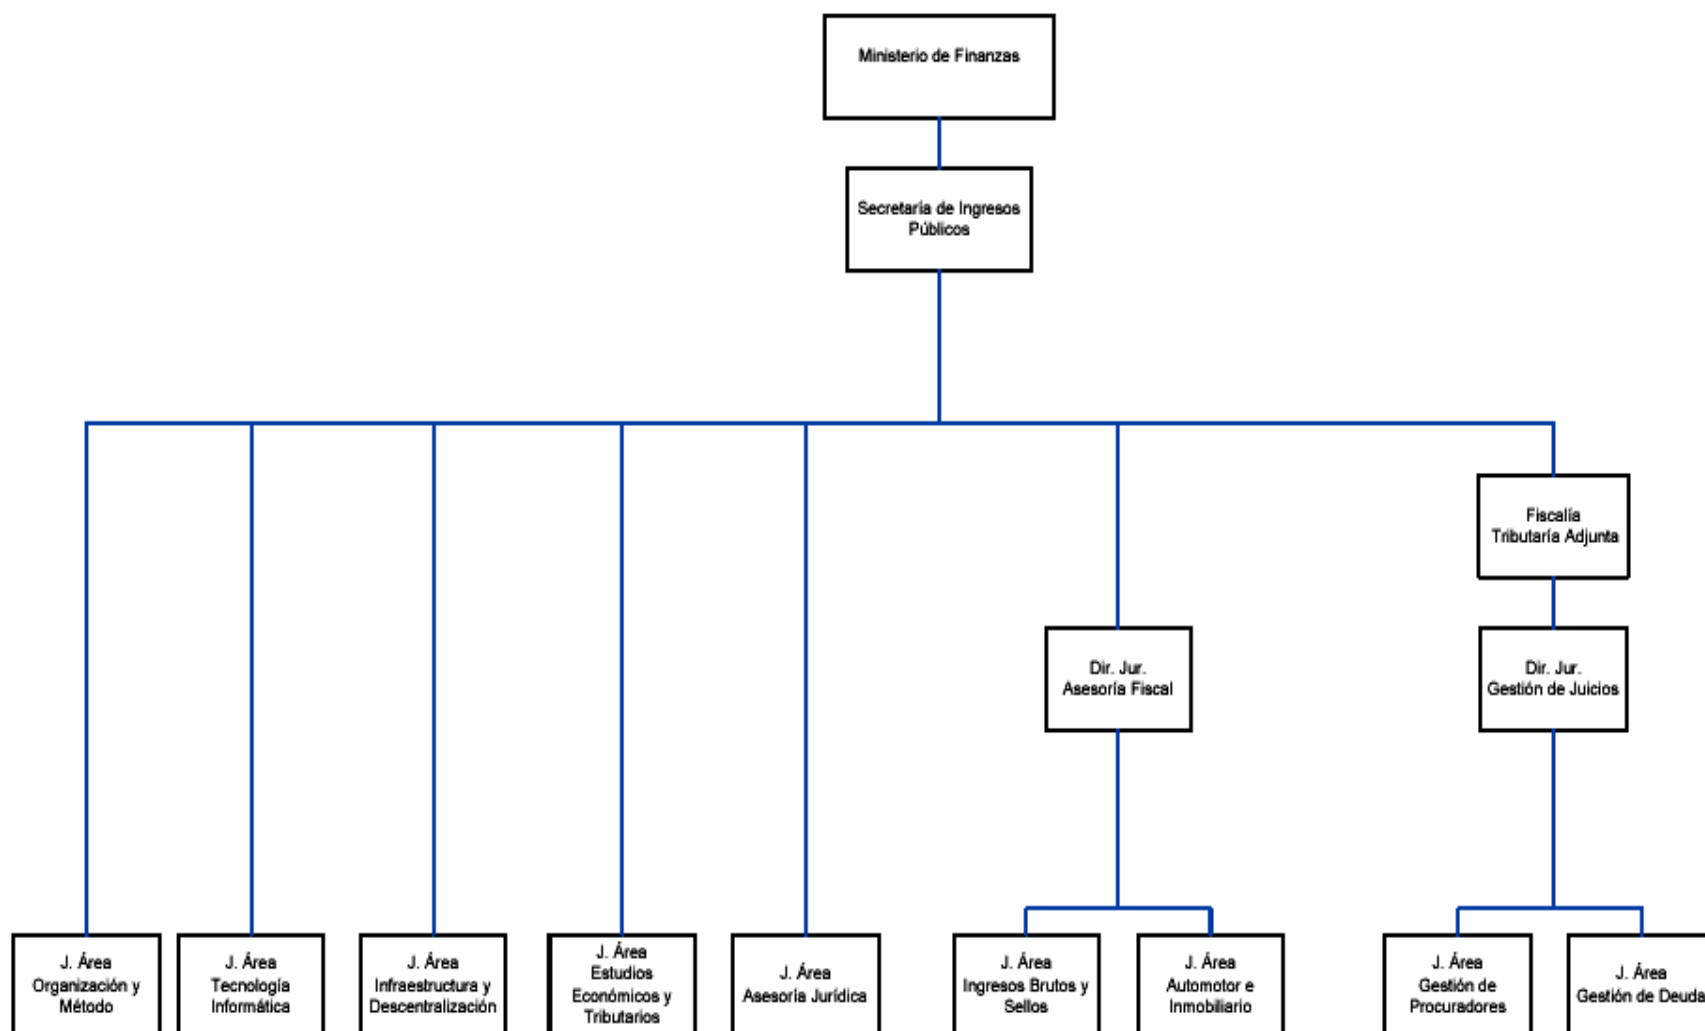 Ministerio de Finanzas
Secretaría de Ingresos
Públicos
Fiscalía
Tributaría Adjunta
Dir. Jur.
Asesoría Fiscal
Dir. Jur.
Gestión de Juicios
J. Área
Organización y
Método
J. Área
Tecnología
Informática
J. Área
Infraestructura y
Descentralización
J. Área
Estudios
Económicos y
Tributarios
J. Área
Asesoría Jurídica
J. Área
Ingresos Brutos y
Sellos
J. Área
Automotor e
Inmobiliario
J. Área
Gestión de
Procuradores
J. Área
Gestión de Deuda